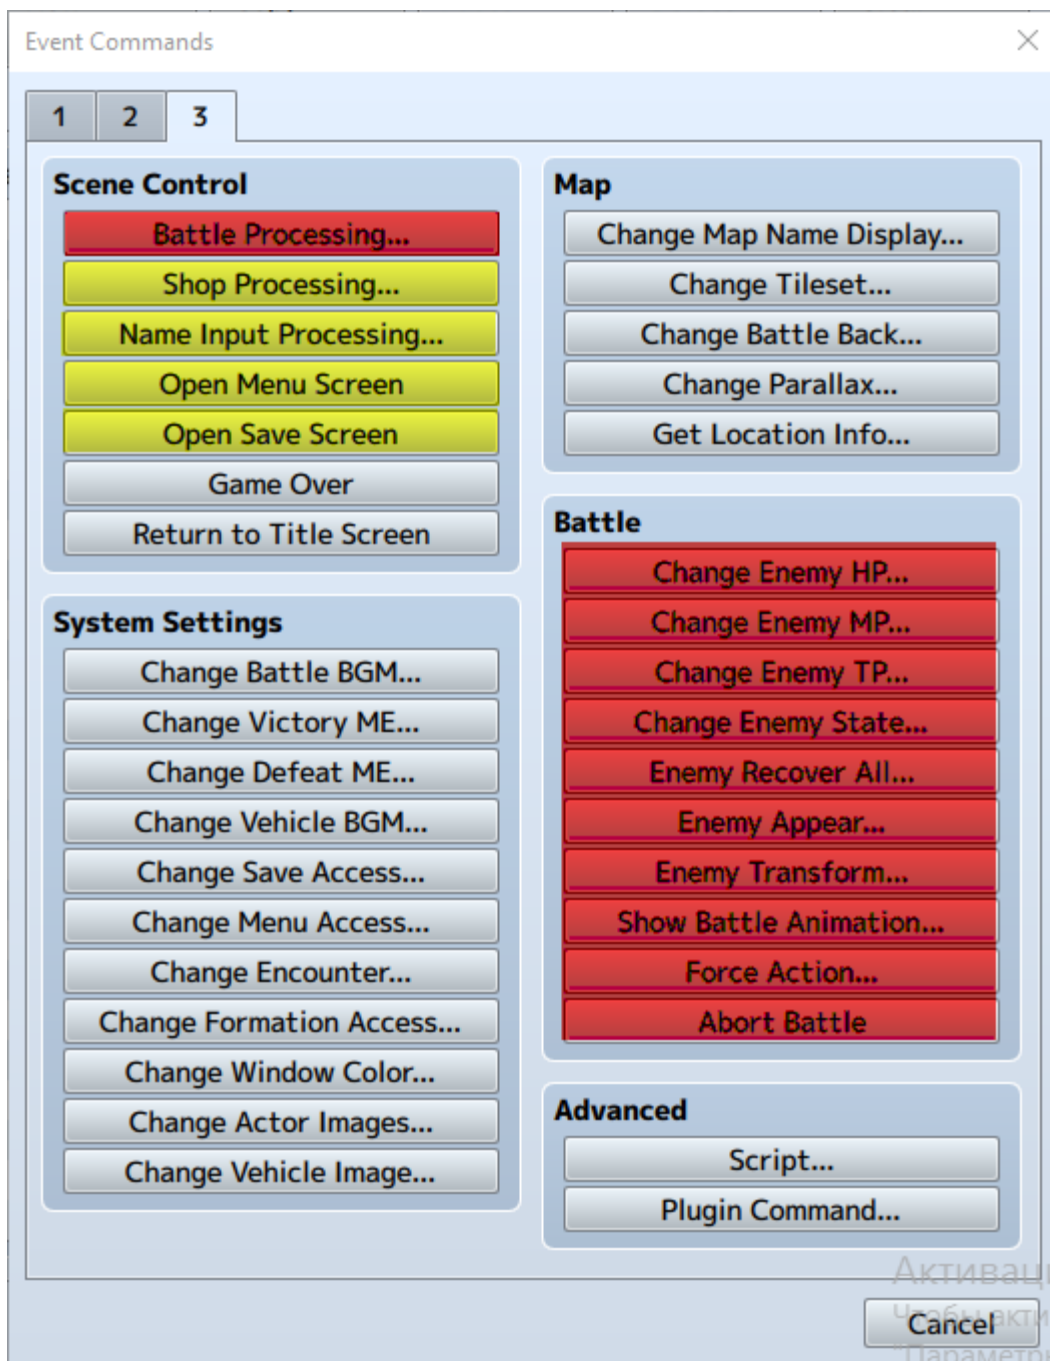 Event Commands
1
2
3
Scene Control
Battle Processing...
Shop Processing...
Name Input Processing...
Open Menu Screen
Open Save Screen
Game Over
Return to Title Screen
System Settings
Change Battle BGM...
Change Victory ME...
Change Defeat ME...
Change Vehicle BGM...
Change Save Access...
Change Menu Access...
Change Encounter...
Change Formation Access...
Change Window Color...
Change Actor Images...
Change Vehicle Image...
Map
Change Map Name Display...
Change Tileset...
Change Battle Back...
Change Parallax...
Get Location Info...
Battle
Change Enemy HP...
Change Enemy MP...
Change Enemy TP...
Change Enemy State...
Enemy Recover All...
Enemy Appear...
Enemy Transform...
Show Battle Animation...
Force Action...
Abort Battle
Advanced
Script...
Plugin Command...
Cancel